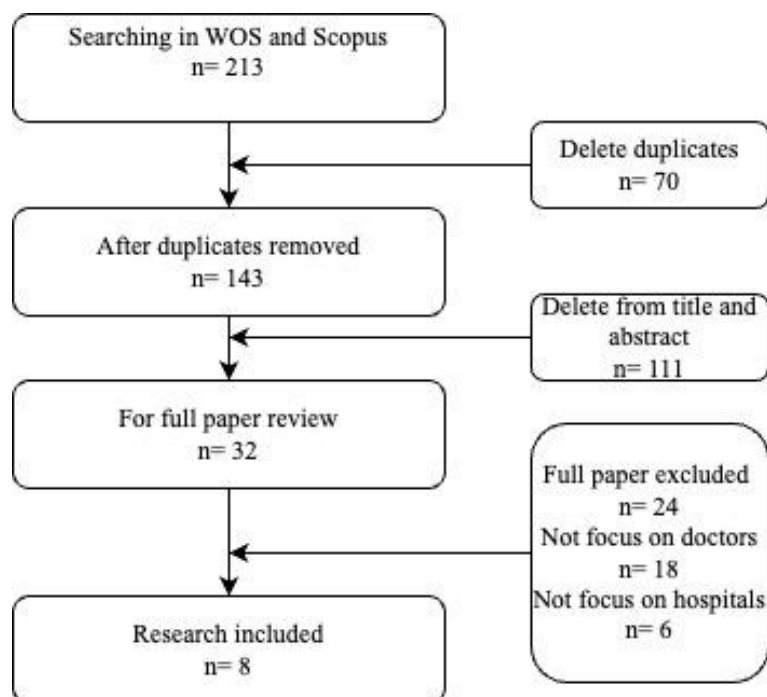 Searching in WOS and Scopus
n= 213
Delete duplicates
n= 70
After duplicates removed
n= 143
Delete from title and
abstract
n= 111
For full paper review
n= 32
Full paper excluded
n= 24
Not focus on doctors
n= 18
Not focus on hospitals
n= 6
Research included
n= 8